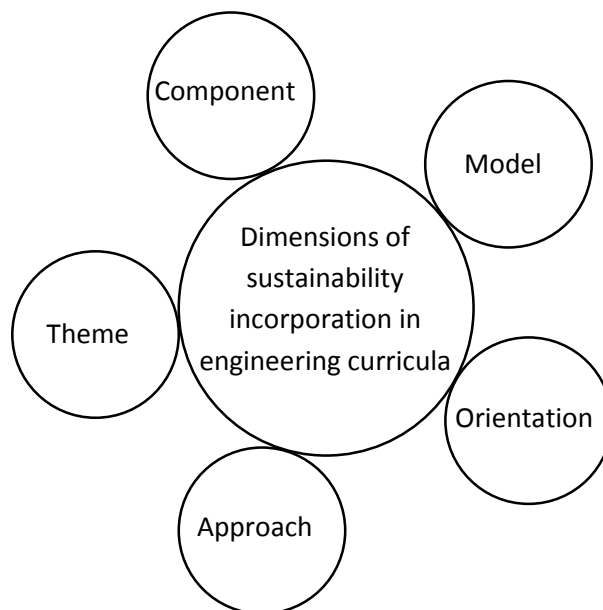 Component
Model
Dimensions of
sustainability
incorporation in
engineering curricula
Theme
Orientation
Approach